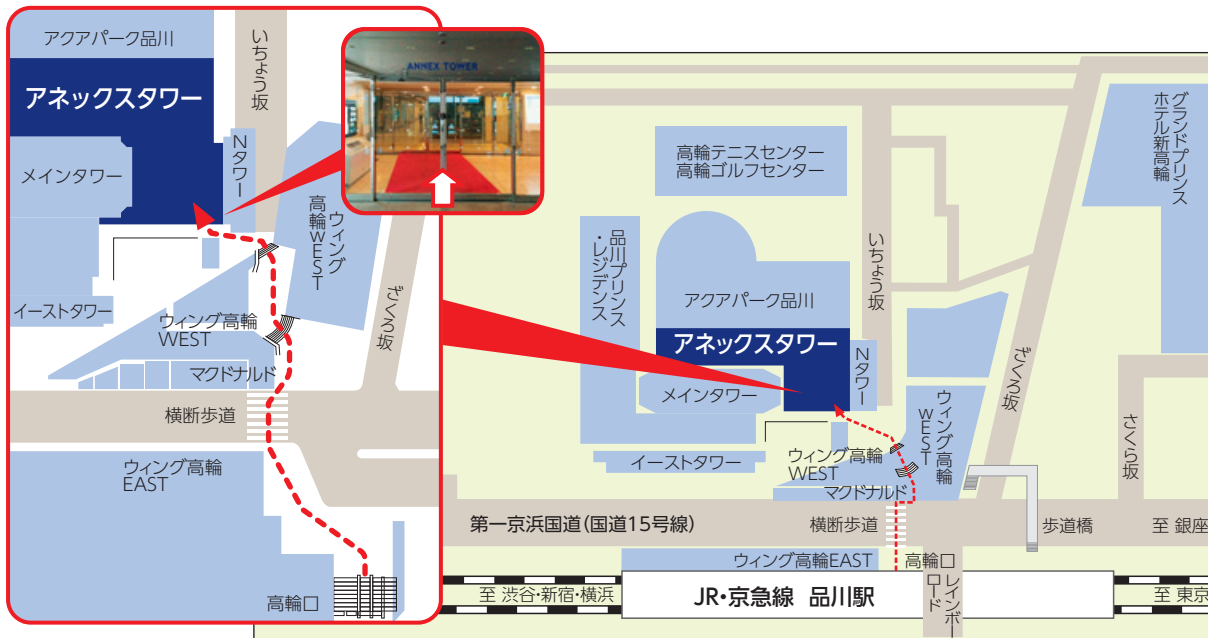 アクアパーク品川
アネックスタワー
いちょう坂
ANNEX TOWER
Nタワー
メインタワー
ウィング
高輪WEST
ざくろ坂
イーストタワー
ウィング高輪
WEST
マクドナルド
横断歩道
ウィング高輪
EAST
高輪口
グランドプリンス
ホテル新高輪
高輪テニスセンター
高輪ゴルフセンター
品川プリンス
・レジデンス
いちょう坂
アクアパーク品川
アネックスタワー
Nタワー
メインタワー
ざくろ坂
さくら坂
ウィング高輪
WEST
イーストタワー
ウィング高輪
WEST
マクドナルド
第一京浜国道(国道15号線)
横断歩道
歩道橋
至 銀座
ウィング高輪EAST
高輪口
レインボー
ロード
至 渋谷・新宿・横浜
JR・京急線 品川駅
至 東京